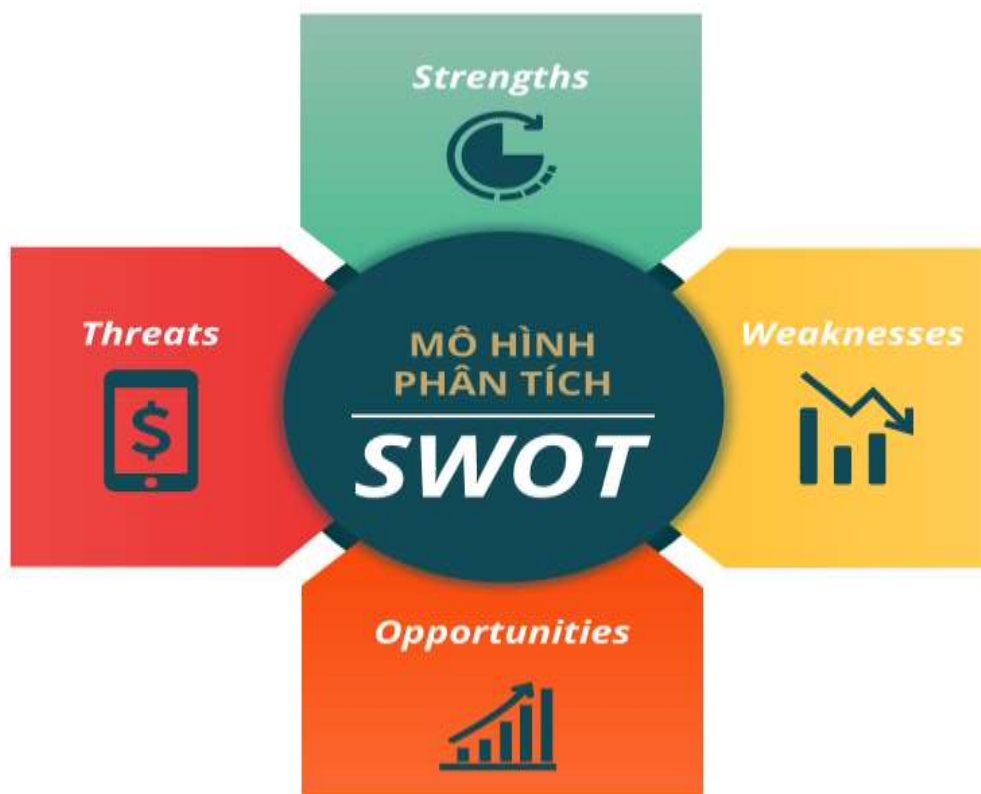 Strengths
Threats
MÔ HÌNH
PHÂN TÍCH
SWOT
Weaknesses
Opportunities
$